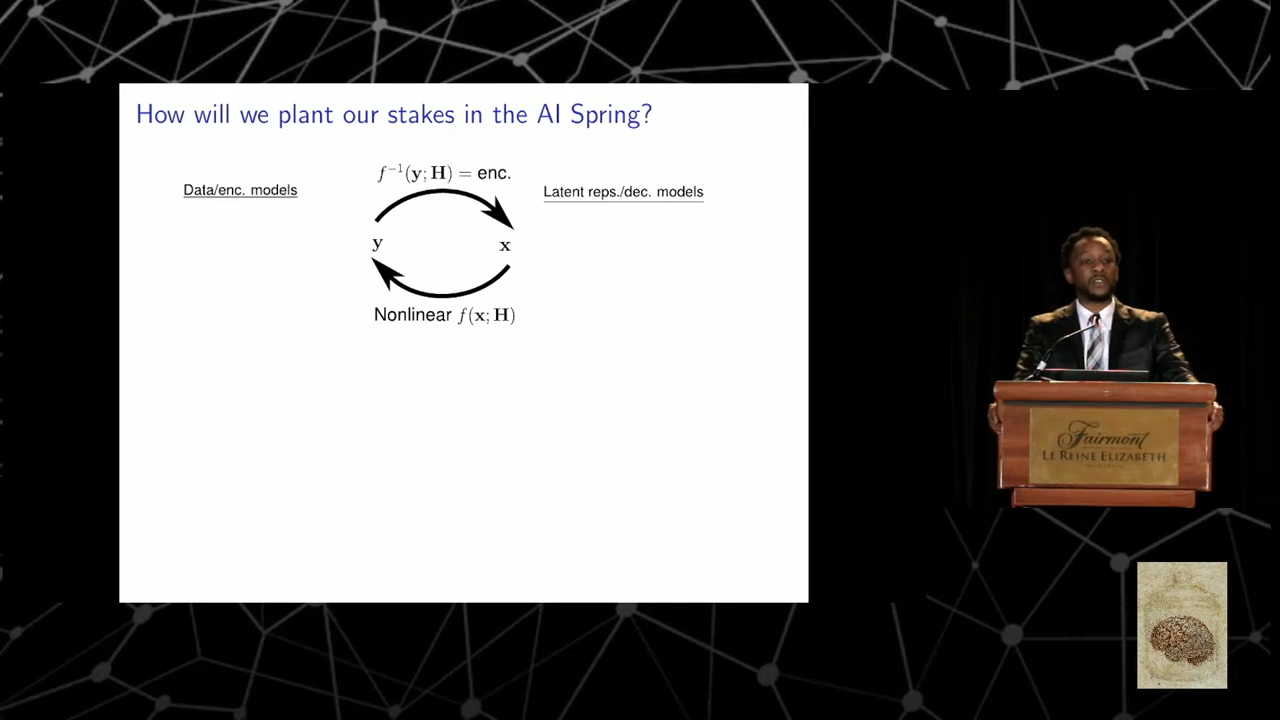 How will we plant our stakes in the AI Spring?
f⁻¹(y; H) = enc.
Data/enc. models
Latent reps./dec. models
y
x
Nonlinear f(x; H)
Fairmont
LE REINE ELIZABETH